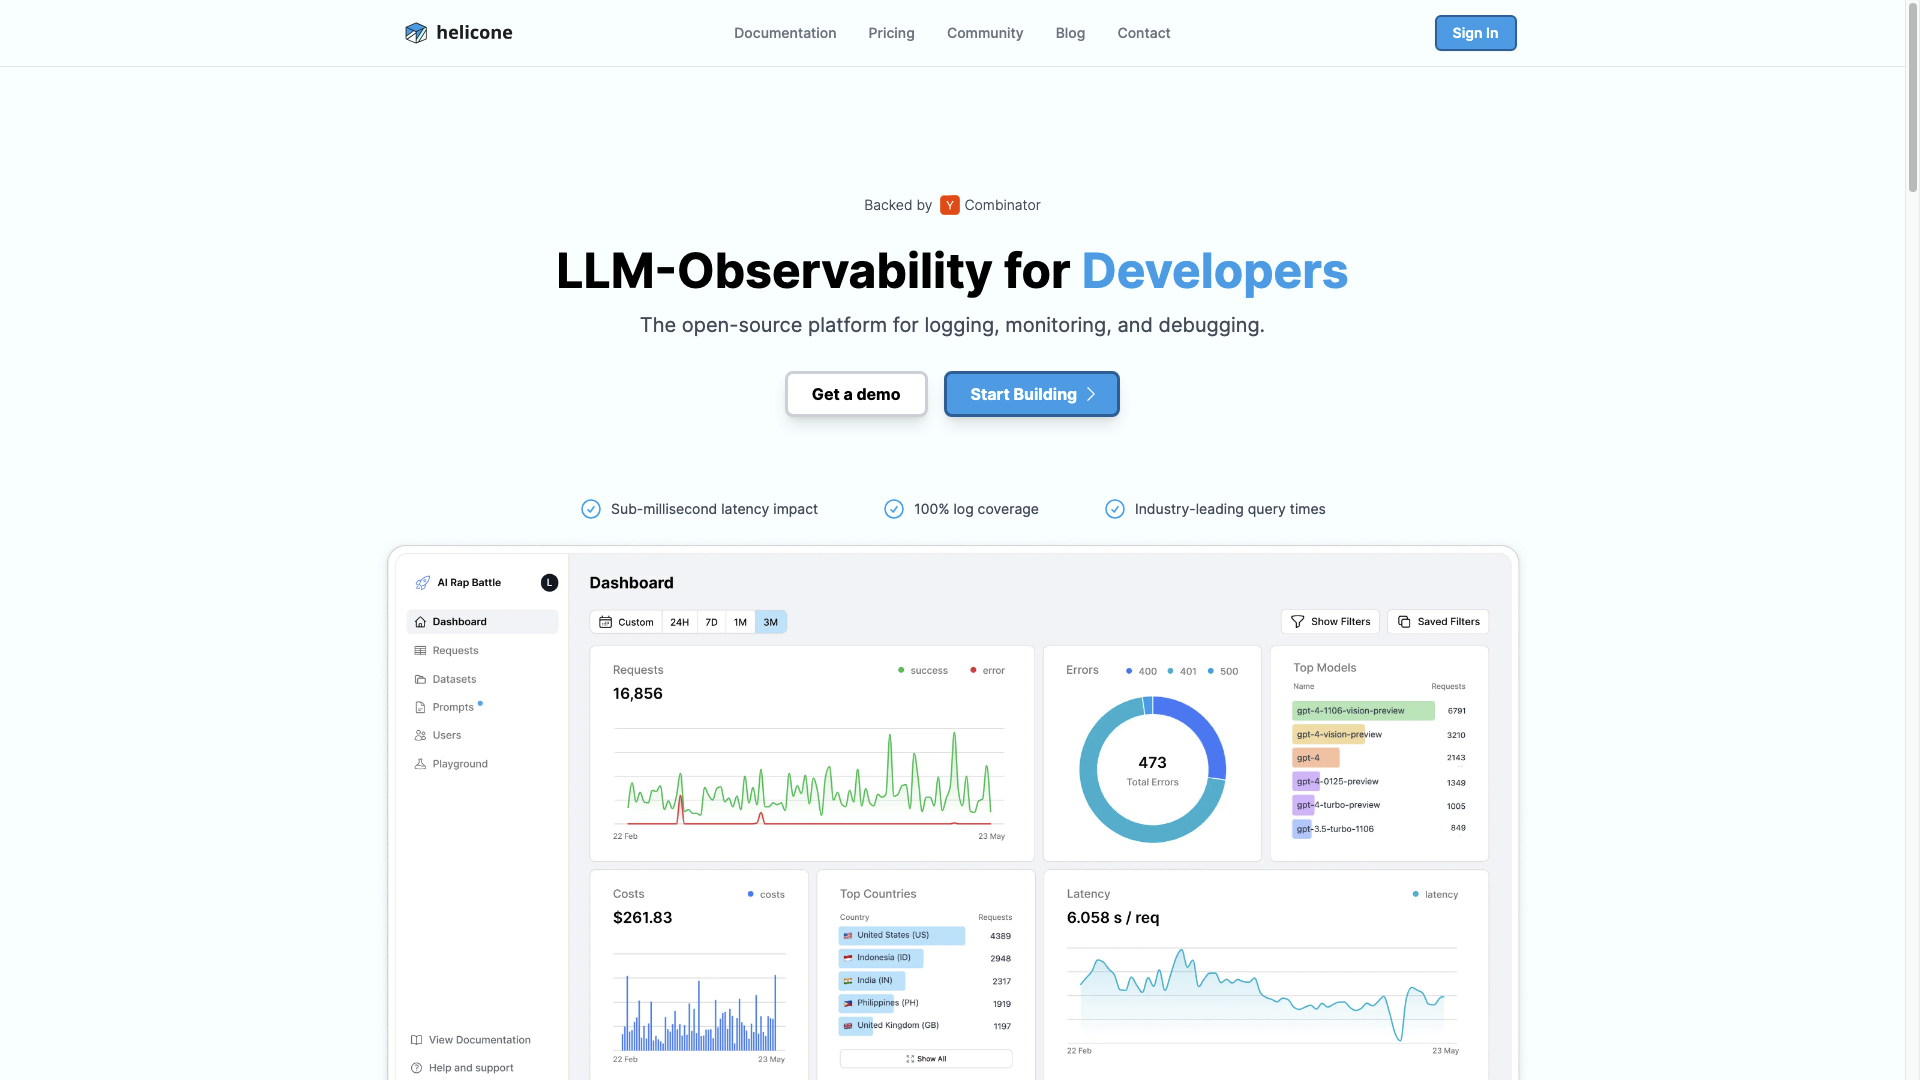 helicone
Documentation Pricing Community Blog Contact
Sign In
Backed by Y Combinator
LLM-Observability for Developers
The open-source platform for logging, monitoring, and debugging.
Get a demo
Start Building
Sub-millisecond latency impact
100% log coverage
Industry-leading query times
AI Rap Battle
L
Dashboard
Requests
Datasets
Prompts
Users
Playground
View Documentation
Help and support
Dashboard
Custom 24H 7D 1M 3M
Show Filters
Saved Filters
Requests
success error
16,856
22 Feb 23 May
Errors
400 401 500
473
Total Errors
Top Models
Name Requests
gpt-4-1106-vision-preview 6791
gpt-4-vision-preview 3210
gpt-4 2143
gpt-4-0125-preview 1349
gpt-4-turbo-preview 1005
gpt-3.5-turbo-1106 849
Costs
costs
$261.83
22 Feb 23 May
Top Countries
Country Requests
United States (US) 4389
Indonesia (ID) 2948
India (IN) 2317
Philippines (PH) 1919
United Kingdom (GB) 1197
Show All
Latency
latency
6.058 s / req
22 Feb 23 May